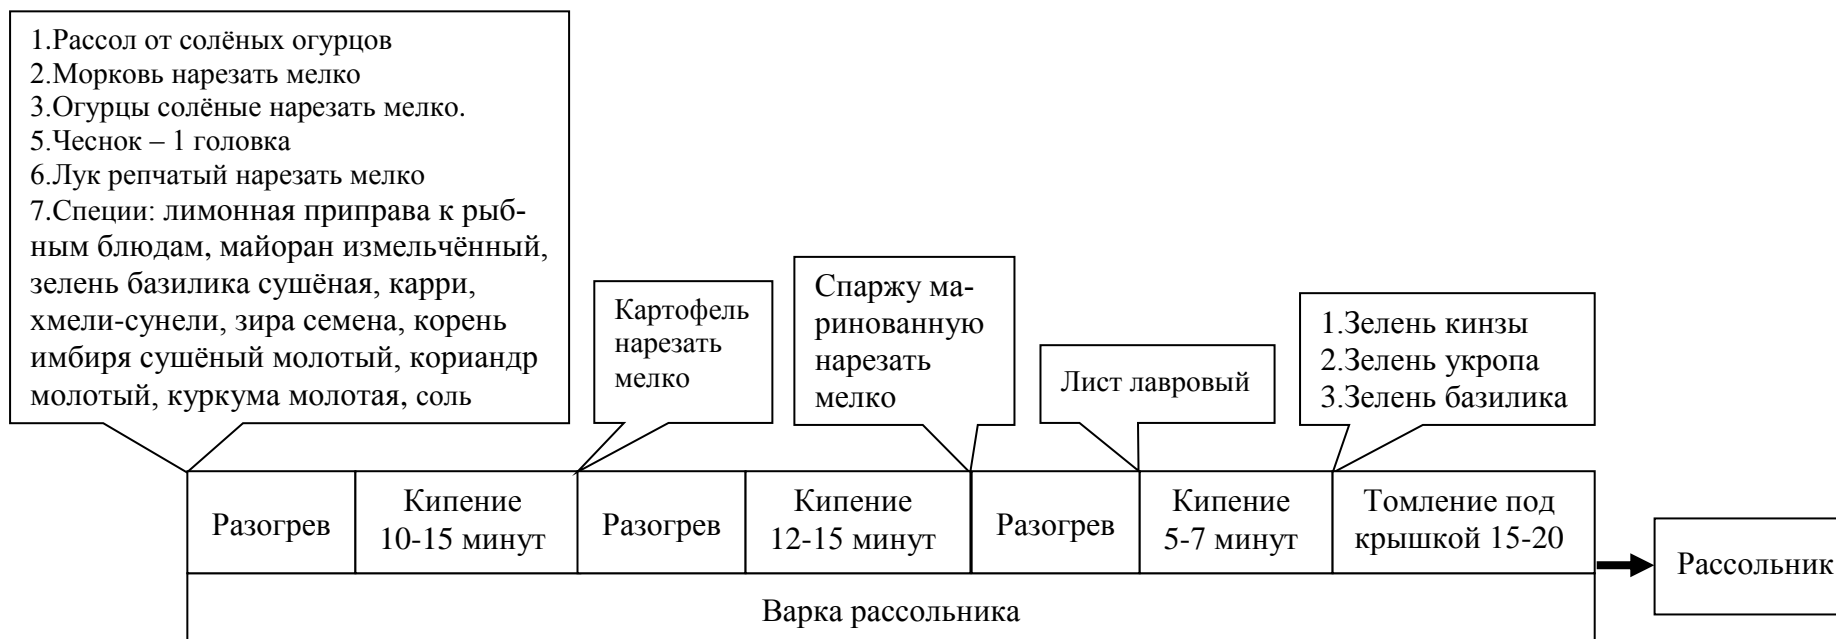 1.Рассол от солёных огурцов
2.Морковь нарезать мелко
3.Огурцы солёные нарезать мелко.
5.Чеснок – 1 головка
6.Лук репчатый нарезать мелко
7.Специи: лимонная приправа к рыб-
ным блюдам, майоран измельчённый,
зелень базилика сушёная, карри,
хмели-сунели, зира семена, корень
имбиря сушёный молотый, кориандр
молотый, куркума молотая, соль
Картофель
нарезать
мелко
Спаржу ма-
ринованную
нарезать
мелко
Лист лавровый
1.Зелень кинзы
2.Зелень укропа
3.Зелень базилика
Разогрев
Кипение
10-15 минут
Разогрев
Кипение
12-15 минут
Разогрев
Кипение
5-7 минут
Томление под
крышкой 15-20
Рассольник
Варка рассольника